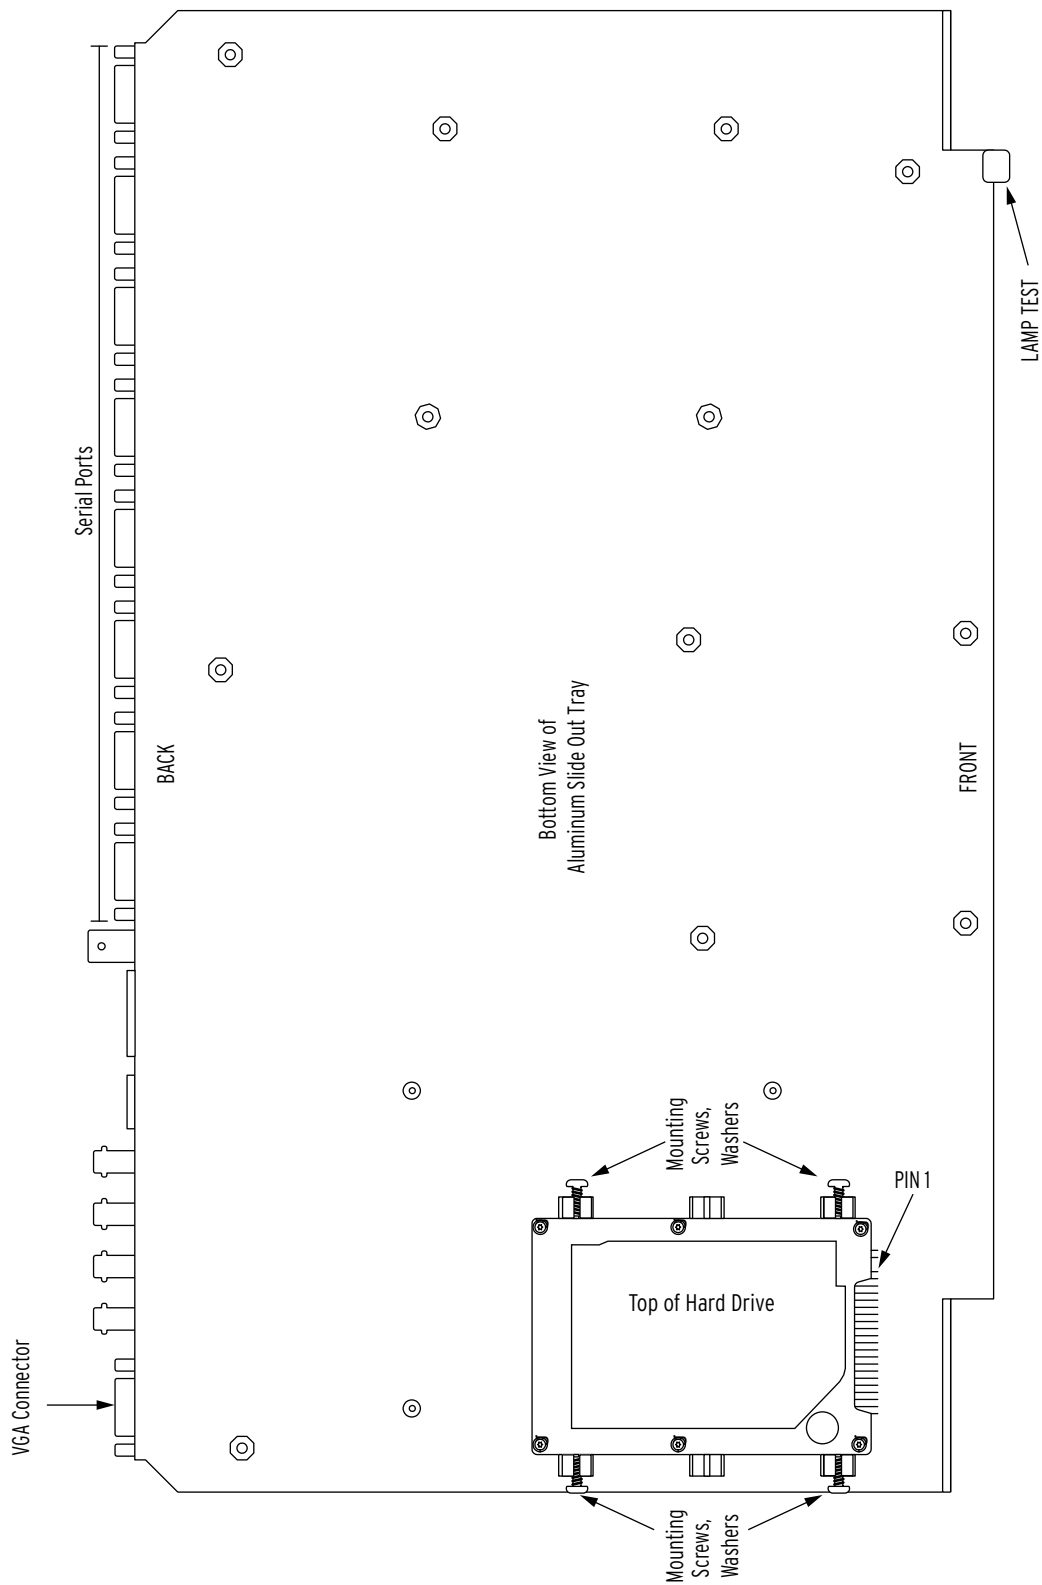 Serial Ports
BACK
Bottom View of
Aluminum Slide Out Tray
FRONT
LAMP TEST
VGA Connector
Mounting
Screws,
Washers
PIN 1
Top of Hard Drive
Mounting
Screws,
Washers